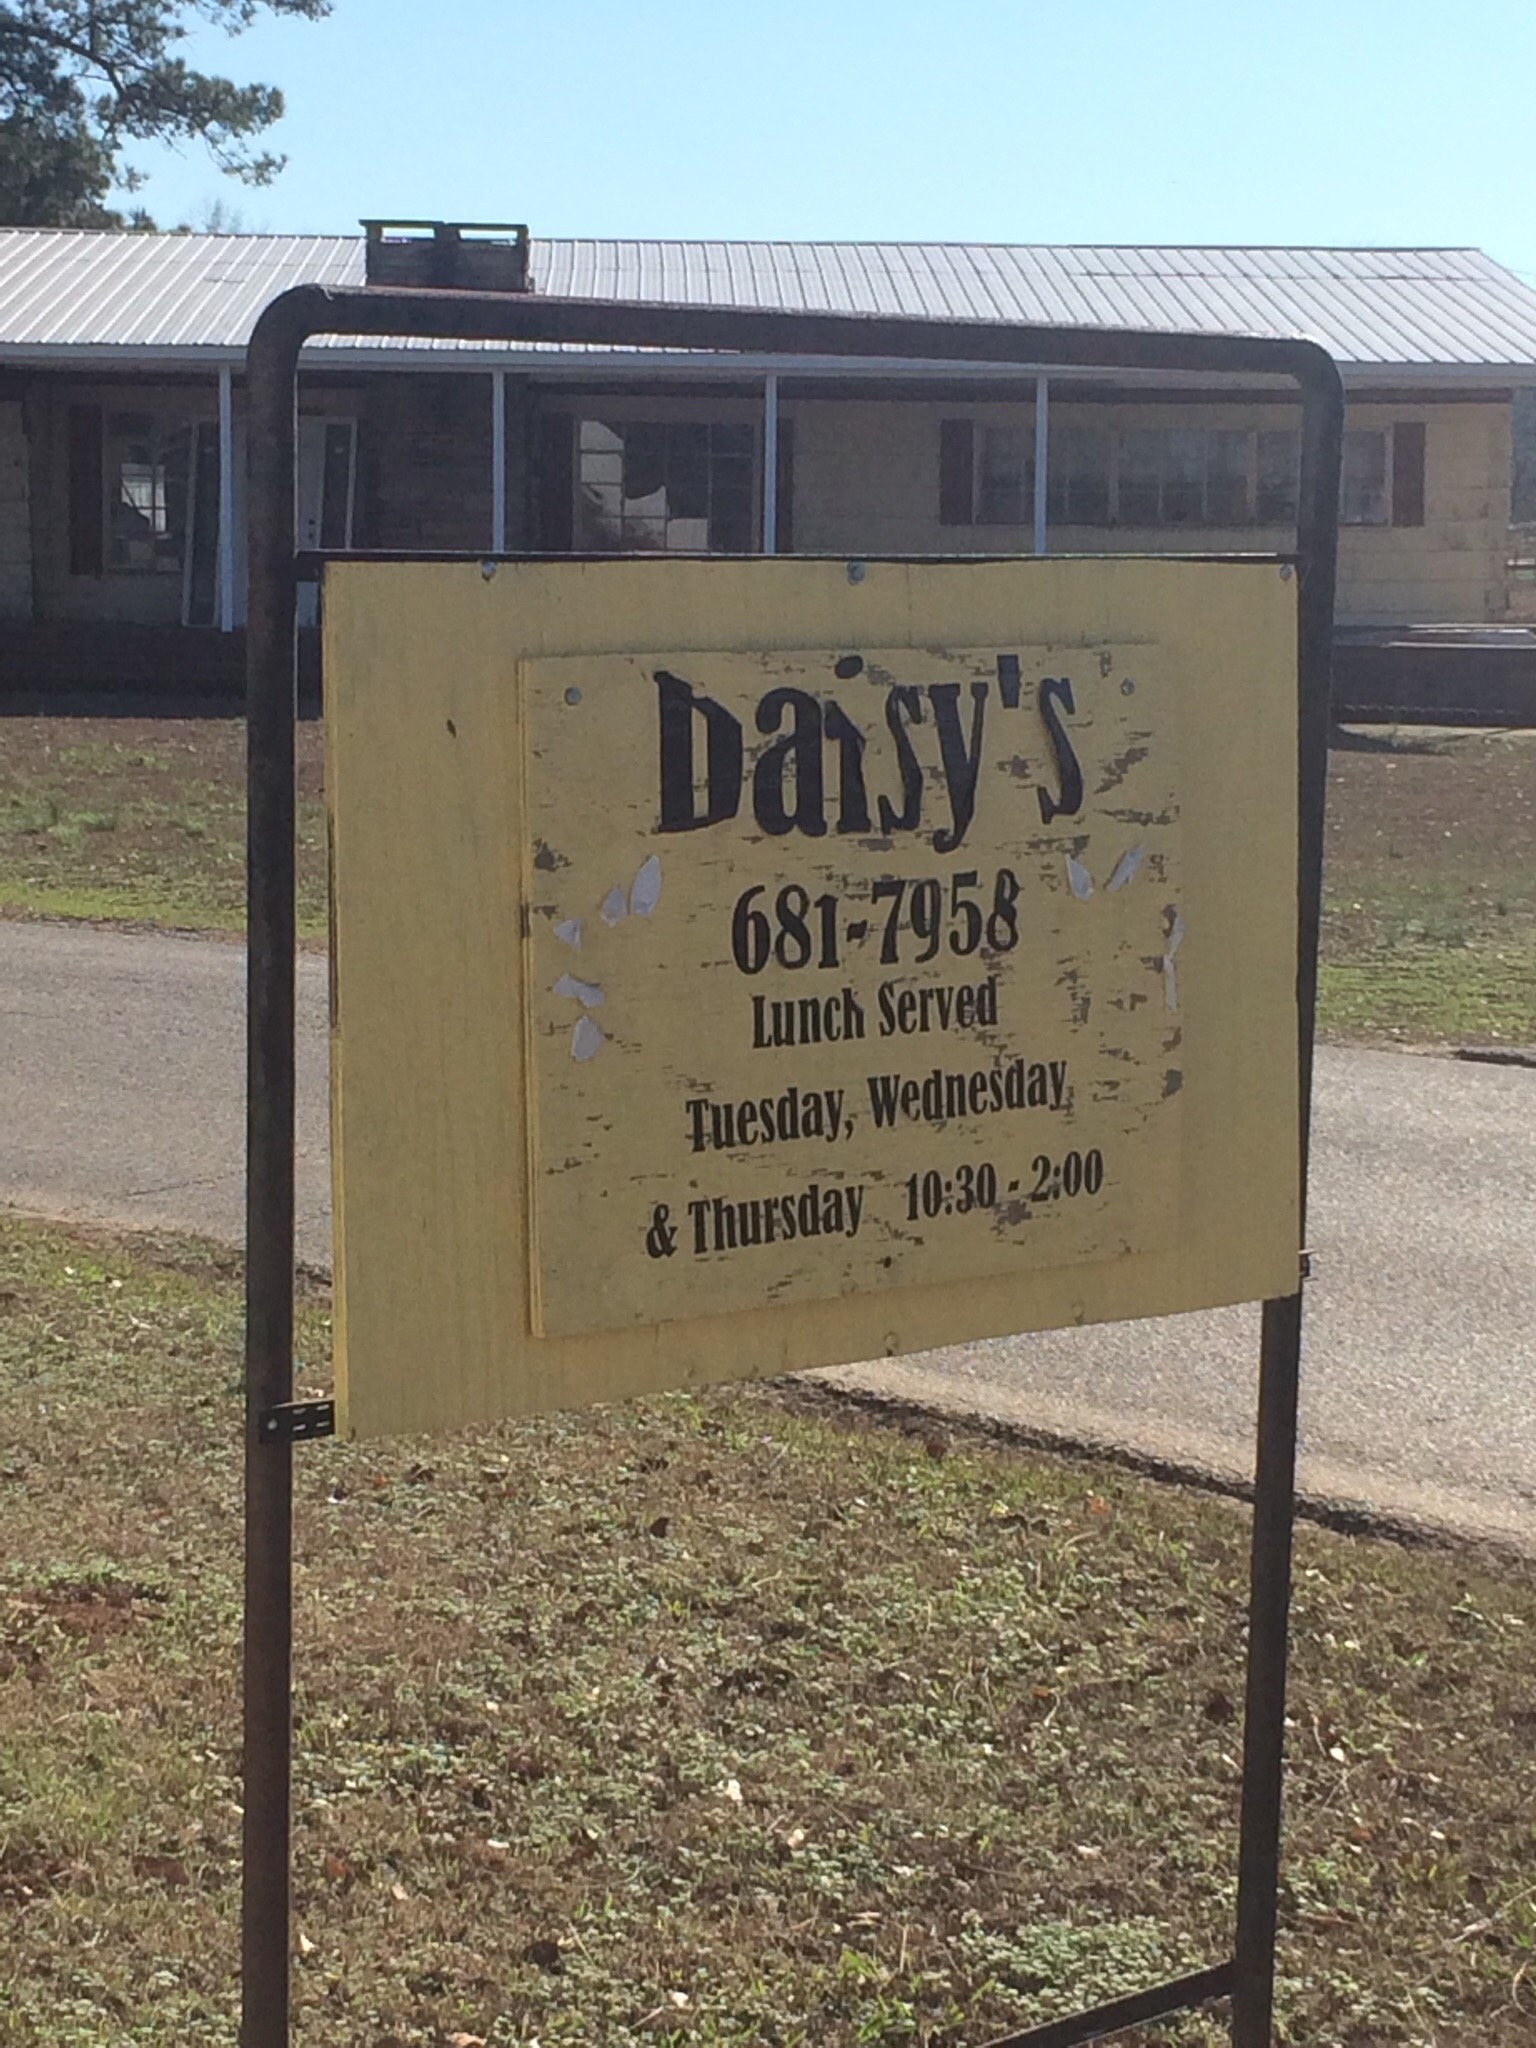 Daisy's
681-7958
Lunch Served
Tuesday, Wednesday
& Thursday 10:30 - 2:00